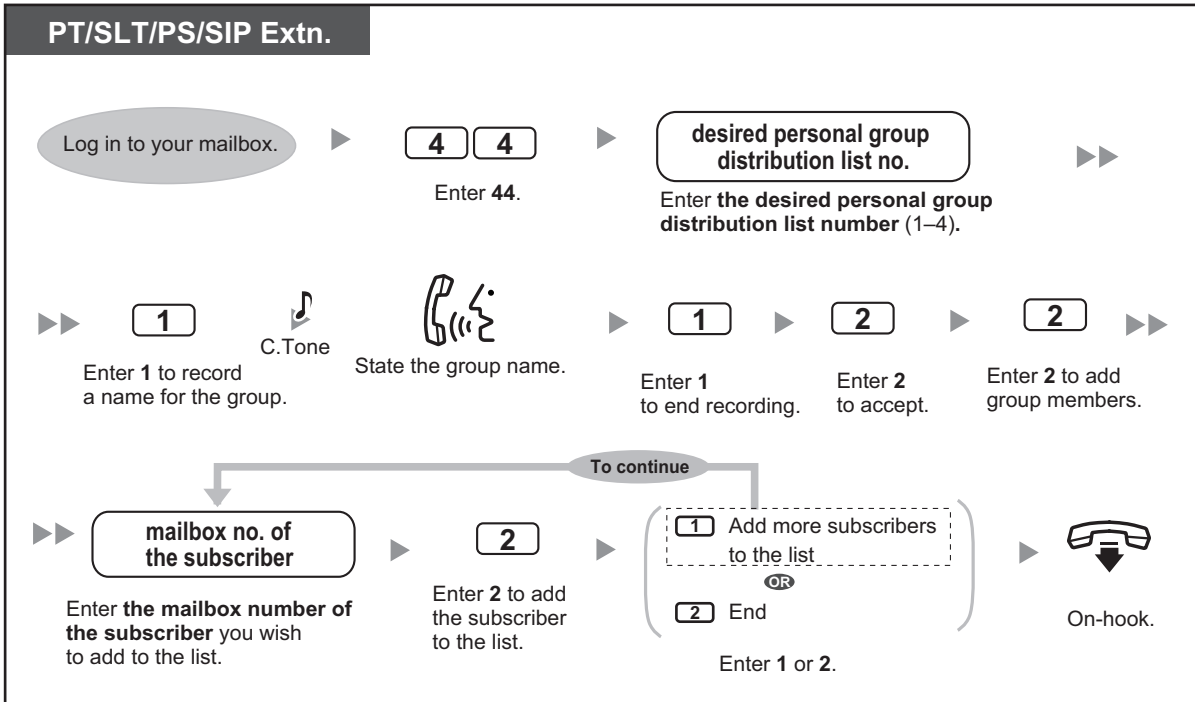 PT/SLT/PS/SIP Extn.
Log in to your mailbox.
4 4
Enter 44.
desired personal group
distribution list no.
Enter the desired personal group
distribution list number (1–4).
1
Enter 1 to record
a name for the group.
C.Tone
State the group name.
1
Enter 1
to end recording.
2
Enter 2
to accept.
2
Enter 2 to add
group members.
To continue
mailbox no. of
the subscriber
Enter the mailbox number of
the subscriber you wish
to add to the list.
2
Enter 2 to add
the subscriber
to the list.
1 Add more subscribers
to the list
OR
2 End
Enter 1 or 2.
On-hook.